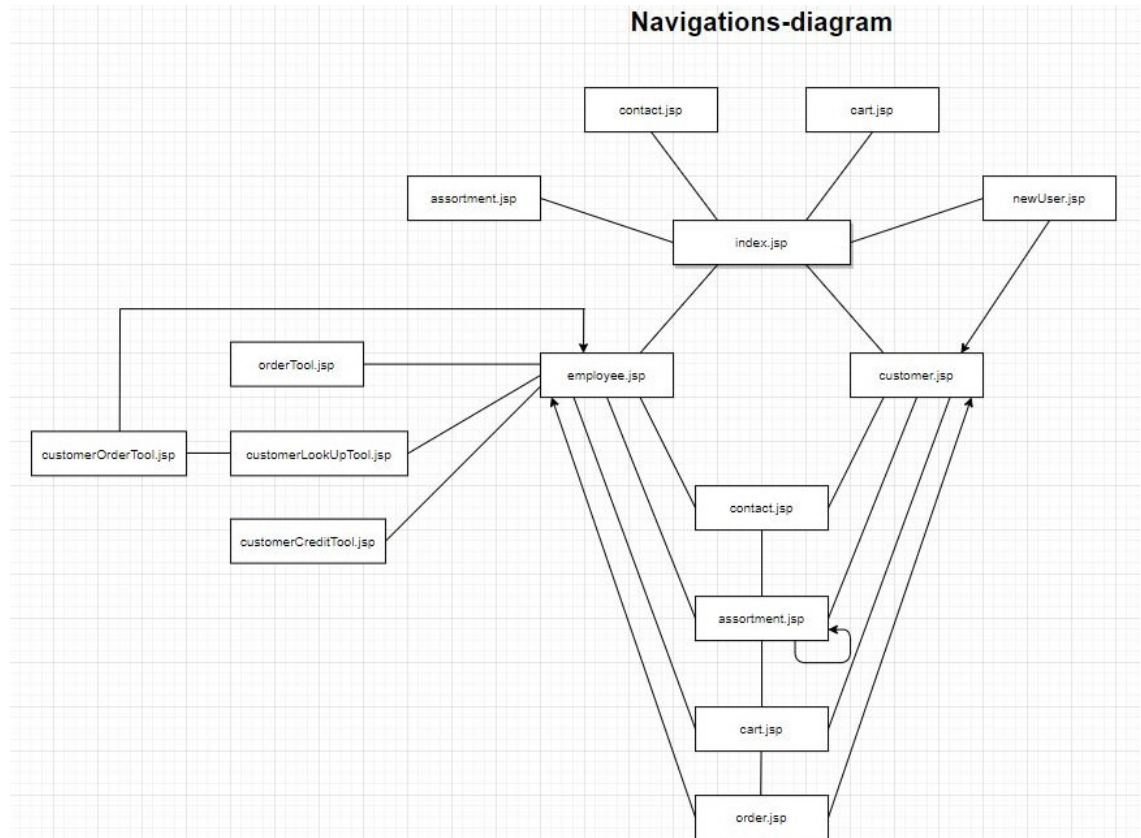 Navigations-diagram
contact.jsp
cart.jsp
assortment.jsp
newUser.jsp
index.jsp
orderTool.jsp
employee.jsp
customer.jsp
customerOrderTool.jsp
customerLookUpTool.jsp
contact.jsp
customerCreditTool.jsp
assortment.jsp
cart.jsp
order.jsp